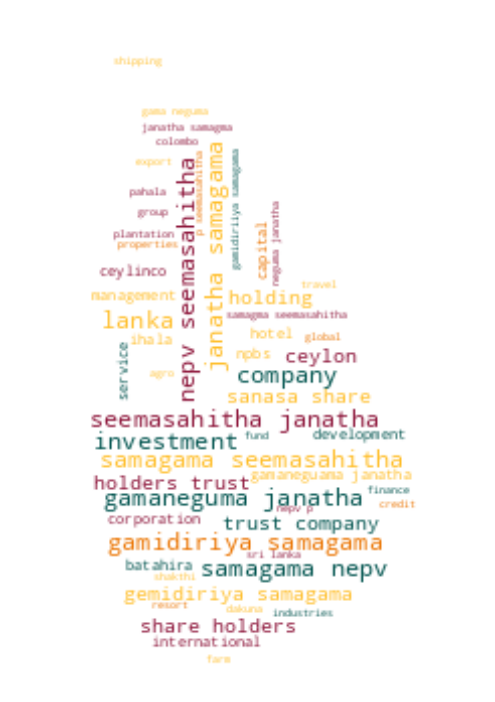 shipping
gama neguma
janatha samagma
colombo
export
nepv seemasahitha
p seemasahitha
janatha samagama
gamidiriiya samagama
pahala
group
plantation
properties
capital
neguma janatha
ceylinco
management
travel
holding
lanka
samagma seemasahitha
ihala
hotel
global
service
npbs
ceylon
agro
company
sanasa share
seemasahitha janatha
investment
fund
development
samagama seemasahitha
holders trust
gamaneguama janatha
gamaneguma janatha
finance
nepv p
credit
corporation
trust company
gamidiriya samagama
sri lanka
batahira
samagama nepv
shakthi
gemidiriya samagama
resort
dakuna
industries
share holders
international
farm